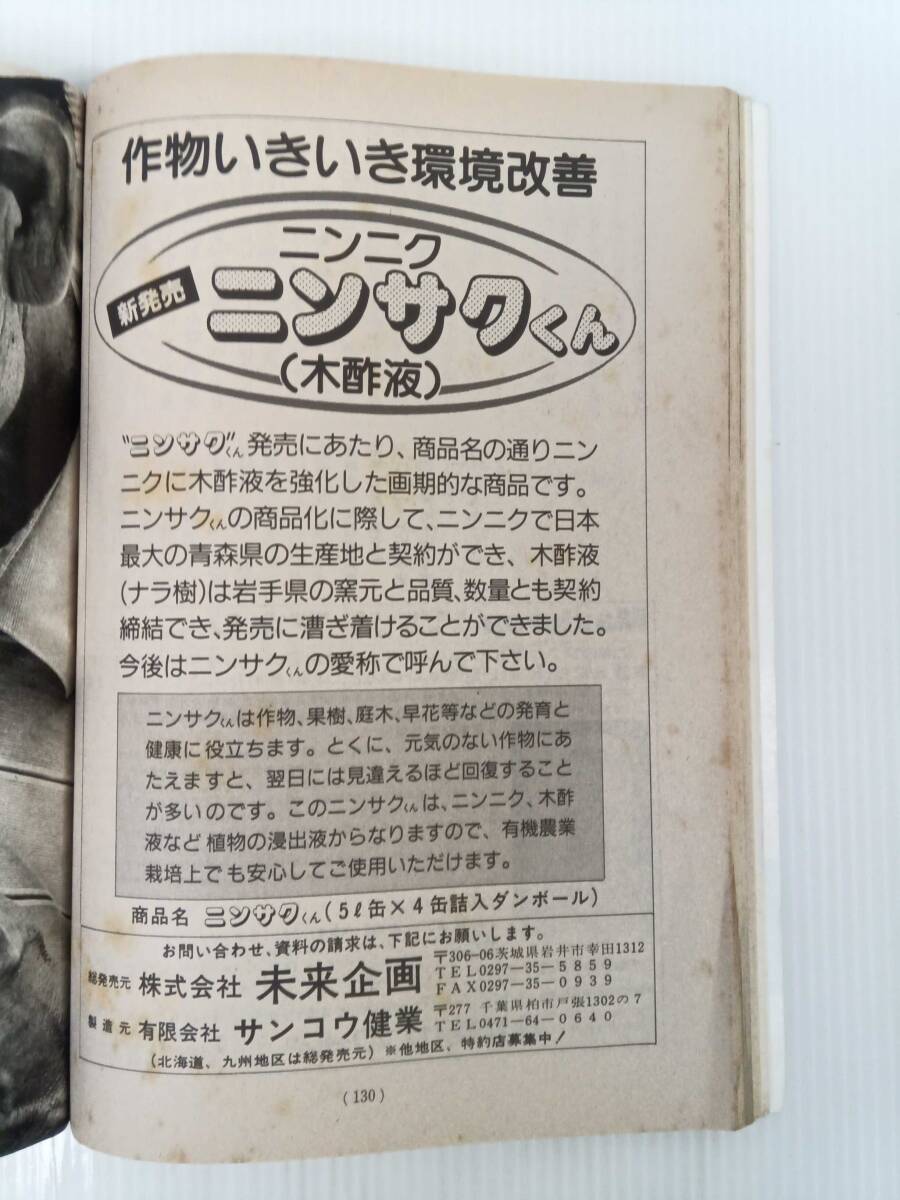 作物いきいき環境改善
ニンニク
新発売
ニンサクくん
(木酢液)
“ニンサク”くん発売にあたり、商品名の通りニン
ニクに木酢液を強化した画期的な商品です。
ニンサクくんの商品化に際して、ニンニクで日本
最大の青森県の生産地と契約ができ、木酢液
(ナラ樹)は岩手県の窯元と品質、数量とも契約
締結でき、発売に漕ぎ着けることができました。
今後はニンサクくんの愛称で呼んで下さい。
ニンサクくんは作物、果樹、庭木、早花等などの発育と
健康に役立ちます。とくに、元気のない作物にあ
たえますと、翌日には見違えるほど回復すること
が多いのです。このニンサクくんは、ニンニク、木酢
液など植物の浸出液からなりますので、有機農業
栽培上でも安心してご使用いただけます。
商品名 ニンサクくん(5ℓ缶×4缶詰入ダンボール)
お問い合わせ、資料の請求は、下記にお願いします。
総発売元 株式会社 未来企画
〒306-06茨城県岩井市幸田1312
TEL0297-35-5859
FAX0297-35-0939
製造元 有限会社 サンコウ健業
〒277 千葉県柏市戸張1302の7
TEL0471-64-0640
(北海道、九州地区は総発売元)※他地区、特約店募集中!
(130)